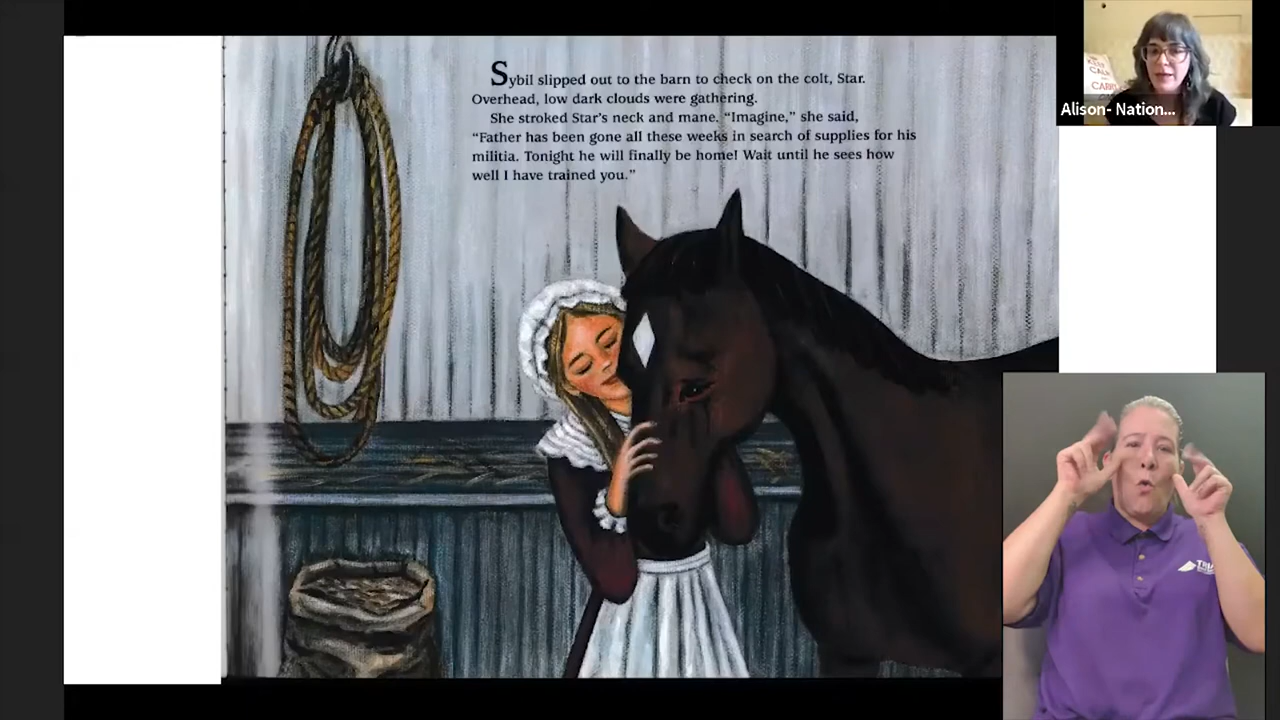 Sybil slipped out to the barn to check on the colt, Star.
Overhead, low dark clouds were gathering.
She stroked Star's neck and mane. "Imagine," she said,
"Father has been gone all these weeks in search of supplies for his
militia. Tonight he will finally be home! Wait until he sees how
well I have trained you."
KEEP
CALM
Alison- Nation...